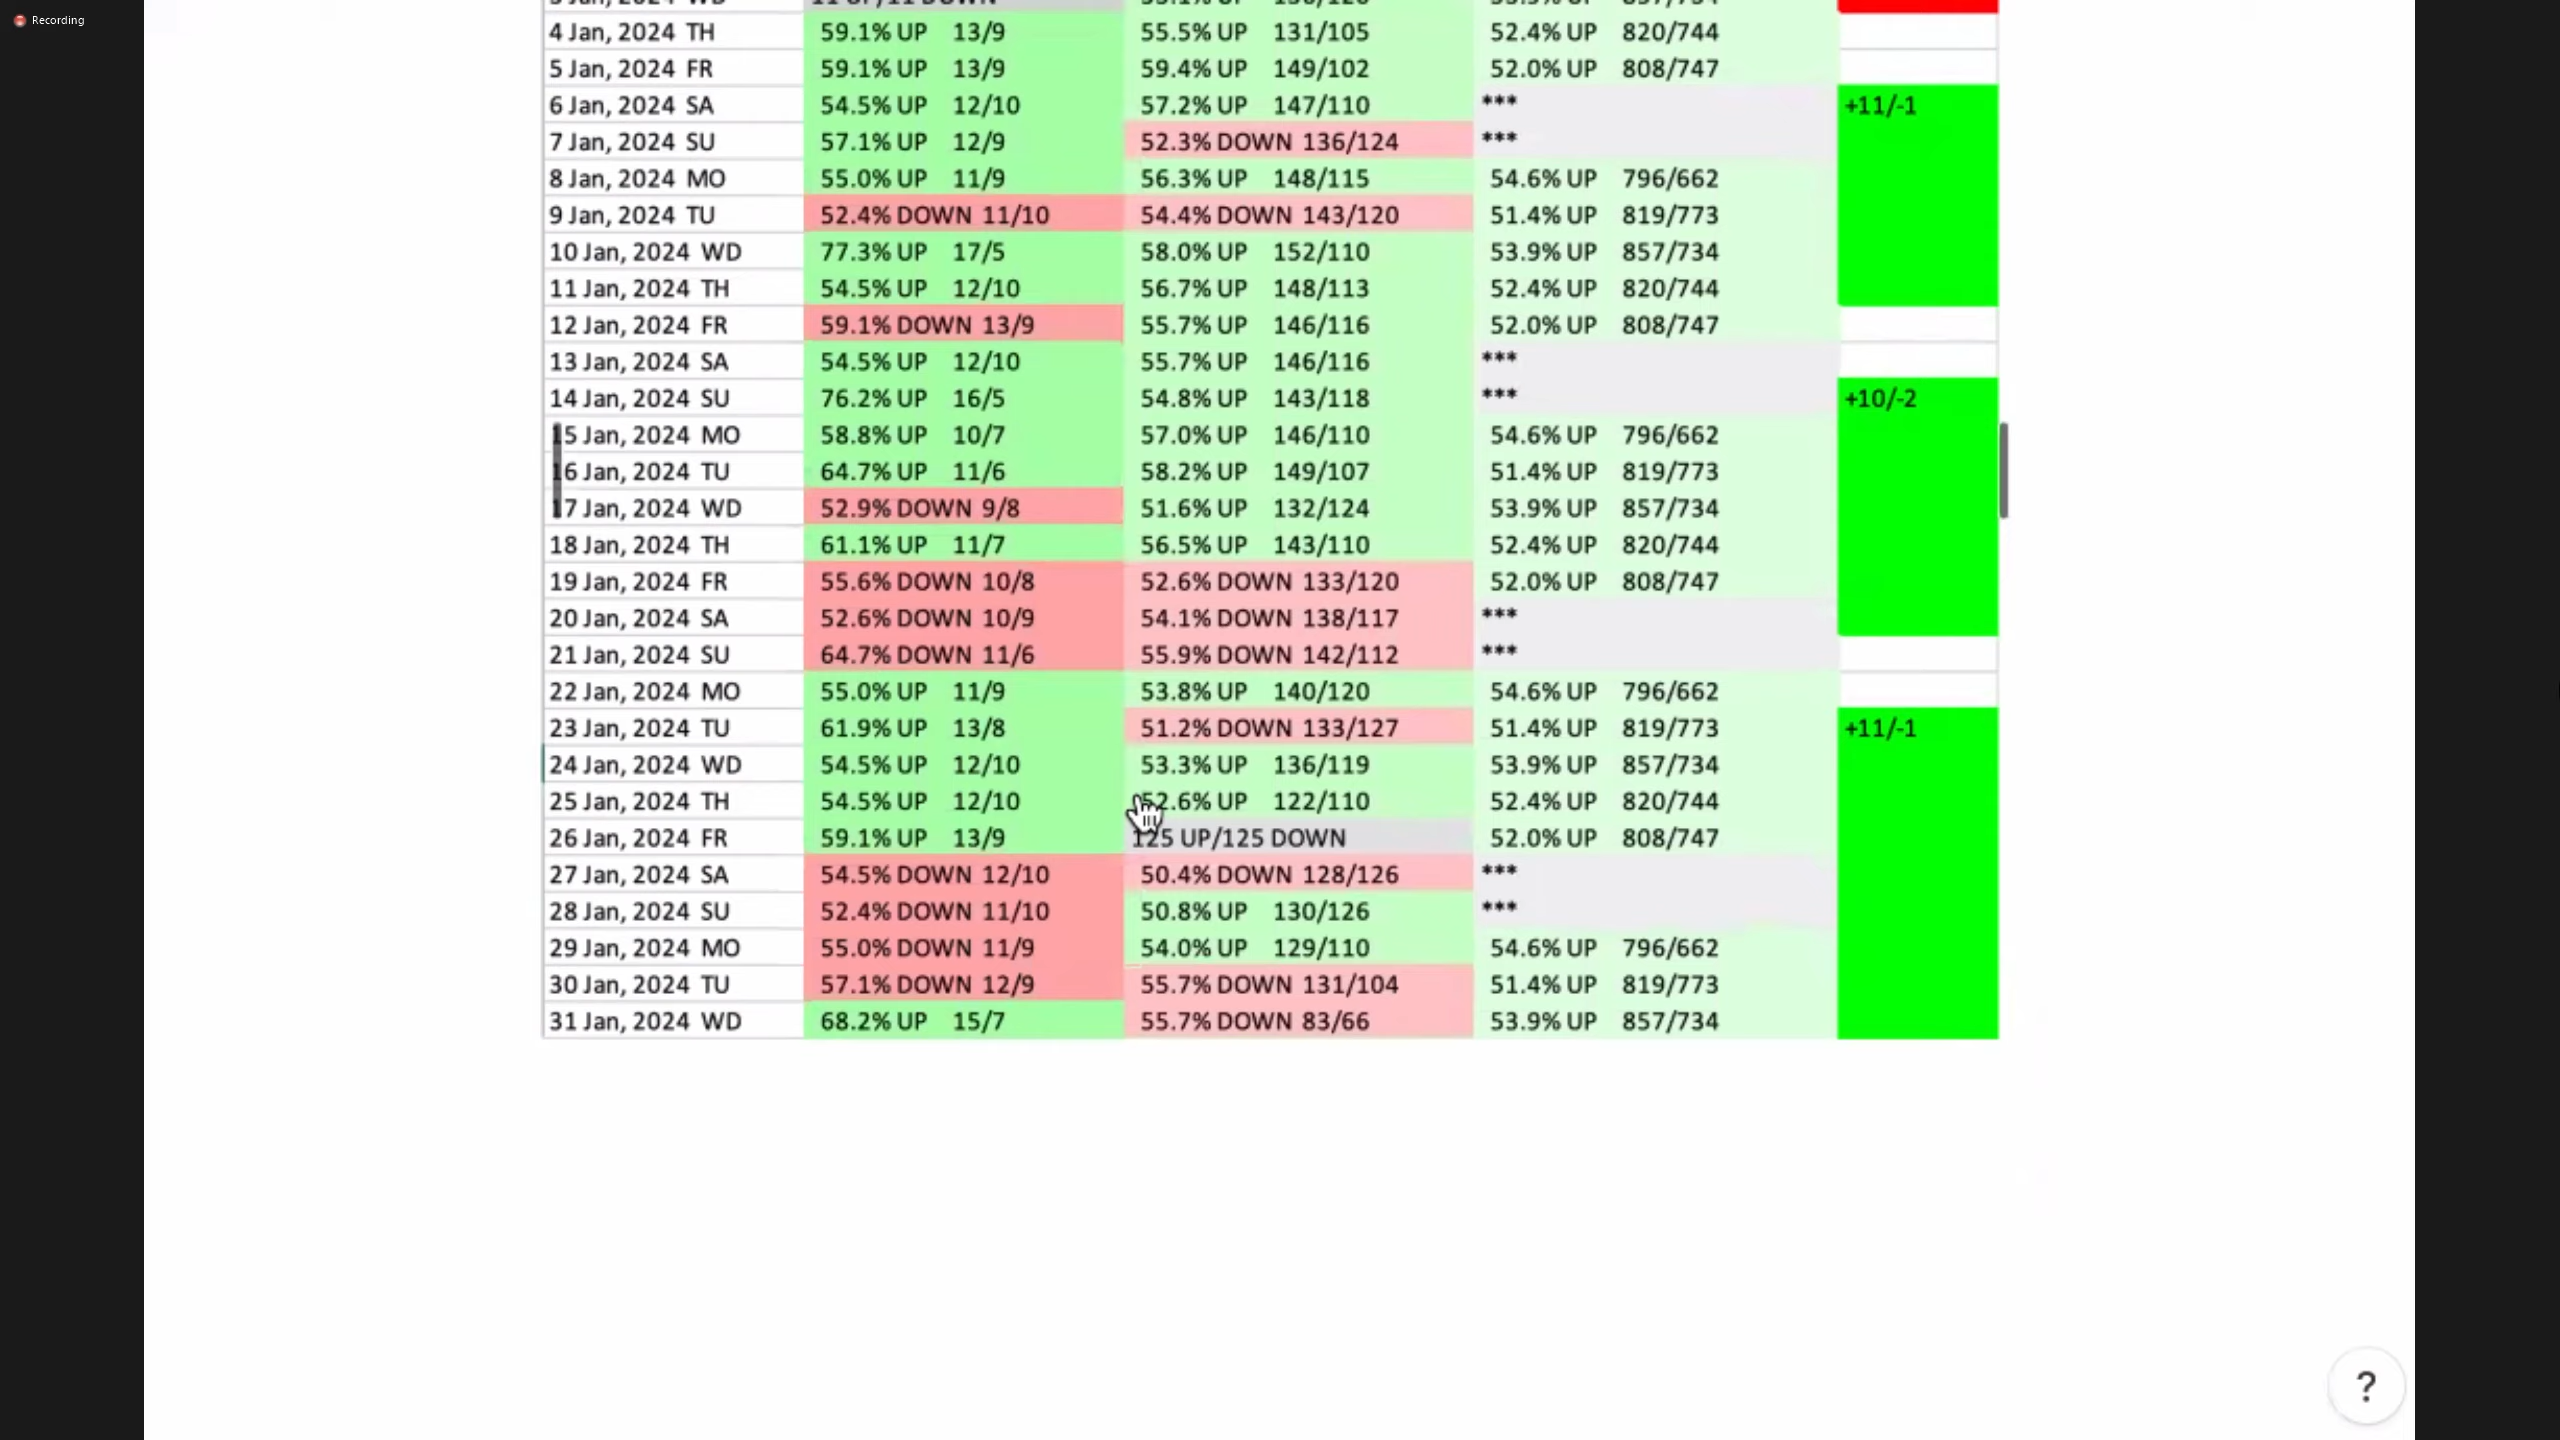 Recording
4 Jan, 2024 TH 59.1% UP 13/9 55.5% UP 131/105 52.4% UP 820/744
5 Jan, 2024 FR 59.1% UP 13/9 59.4% UP 149/102 52.0% UP 808/747
6 Jan, 2024 SA 54.5% UP 12/10 57.2% UP 147/110 *** +11/-1
7 Jan, 2024 SU 57.1% UP 12/9 52.3% DOWN 136/124 ***
8 Jan, 2024 MO 55.0% UP 11/9 56.3% UP 148/115 54.6% UP 796/662
9 Jan, 2024 TU 52.4% DOWN 11/10 54.4% DOWN 143/120 51.4% UP 819/773
10 Jan, 2024 WD 77.3% UP 17/5 58.0% UP 152/110 53.9% UP 857/734
11 Jan, 2024 TH 54.5% UP 12/10 56.7% UP 148/113 52.4% UP 820/744
12 Jan, 2024 FR 59.1% DOWN 13/9 55.7% UP 146/116 52.0% UP 808/747
13 Jan, 2024 SA 54.5% UP 12/10 55.7% UP 146/116 ***
14 Jan, 2024 SU 76.2% UP 16/5 54.8% UP 143/118 *** +10/-2
15 Jan, 2024 MO 58.8% UP 10/7 57.0% UP 146/110 54.6% UP 796/662
16 Jan, 2024 TU 64.7% UP 11/6 58.2% UP 149/107 51.4% UP 819/773
17 Jan, 2024 WD 52.9% DOWN 9/8 51.6% UP 132/124 53.9% UP 857/734
18 Jan, 2024 TH 61.1% UP 11/7 56.5% UP 143/110 52.4% UP 820/744
19 Jan, 2024 FR 55.6% DOWN 10/8 52.6% DOWN 133/120 52.0% UP 808/747
20 Jan, 2024 SA 52.6% DOWN 10/9 54.1% DOWN 138/117 ***
21 Jan, 2024 SU 64.7% DOWN 11/6 55.9% DOWN 142/112 ***
22 Jan, 2024 MO 55.0% UP 11/9 53.8% UP 140/120 54.6% UP 796/662
23 Jan, 2024 TU 61.9% UP 13/8 51.2% DOWN 133/127 51.4% UP 819/773 +11/-1
24 Jan, 2024 WD 54.5% UP 12/10 53.3% UP 136/119 53.9% UP 857/734
25 Jan, 2024 TH 54.5% UP 12/10 52.6% UP 122/110 52.4% UP 820/744
26 Jan, 2024 FR 59.1% UP 13/9 125 UP/125 DOWN 52.0% UP 808/747
27 Jan, 2024 SA 54.5% DOWN 12/10 50.4% DOWN 128/126 ***
28 Jan, 2024 SU 52.4% DOWN 11/10 50.8% UP 130/126 ***
29 Jan, 2024 MO 55.0% DOWN 11/9 54.0% UP 129/110 54.6% UP 796/662
30 Jan, 2024 TU 57.1% DOWN 12/9 55.7% DOWN 131/104 51.4% UP 819/773
31 Jan, 2024 WD 68.2% UP 15/7 55.7% DOWN 83/66 53.9% UP 857/734
?